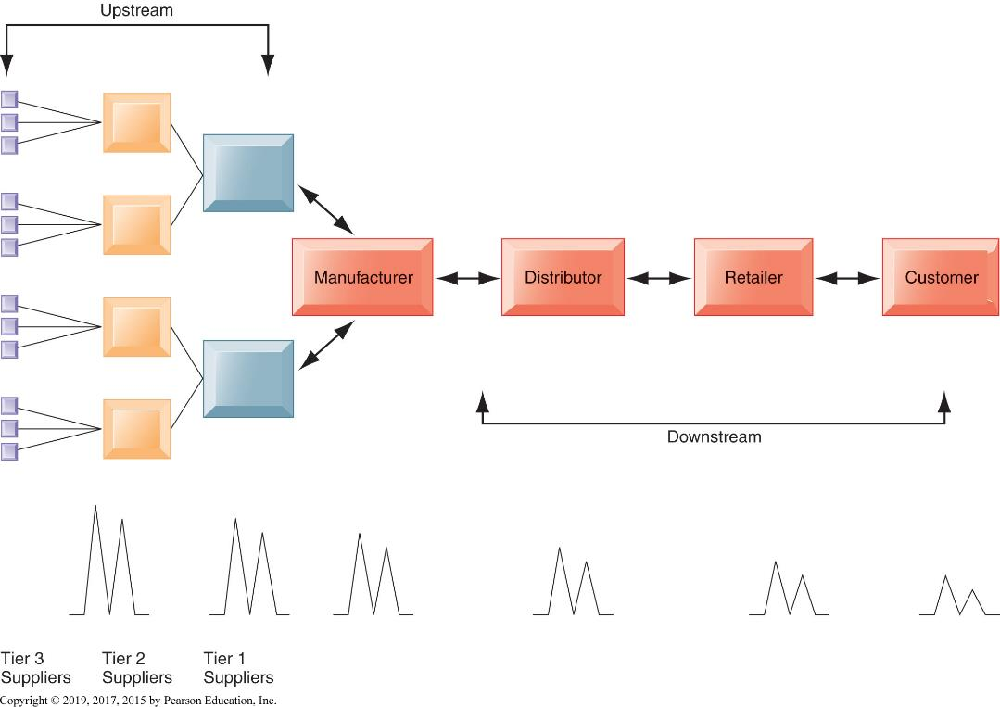 Upstream
Manufacturer
Distributor
Retailer
Customer
Downstream
Tier 3
Suppliers
Tier 2
Suppliers
Tier 1
Suppliers
Copyright © 2019, 2017, 2015 by Pearson Education, Inc.